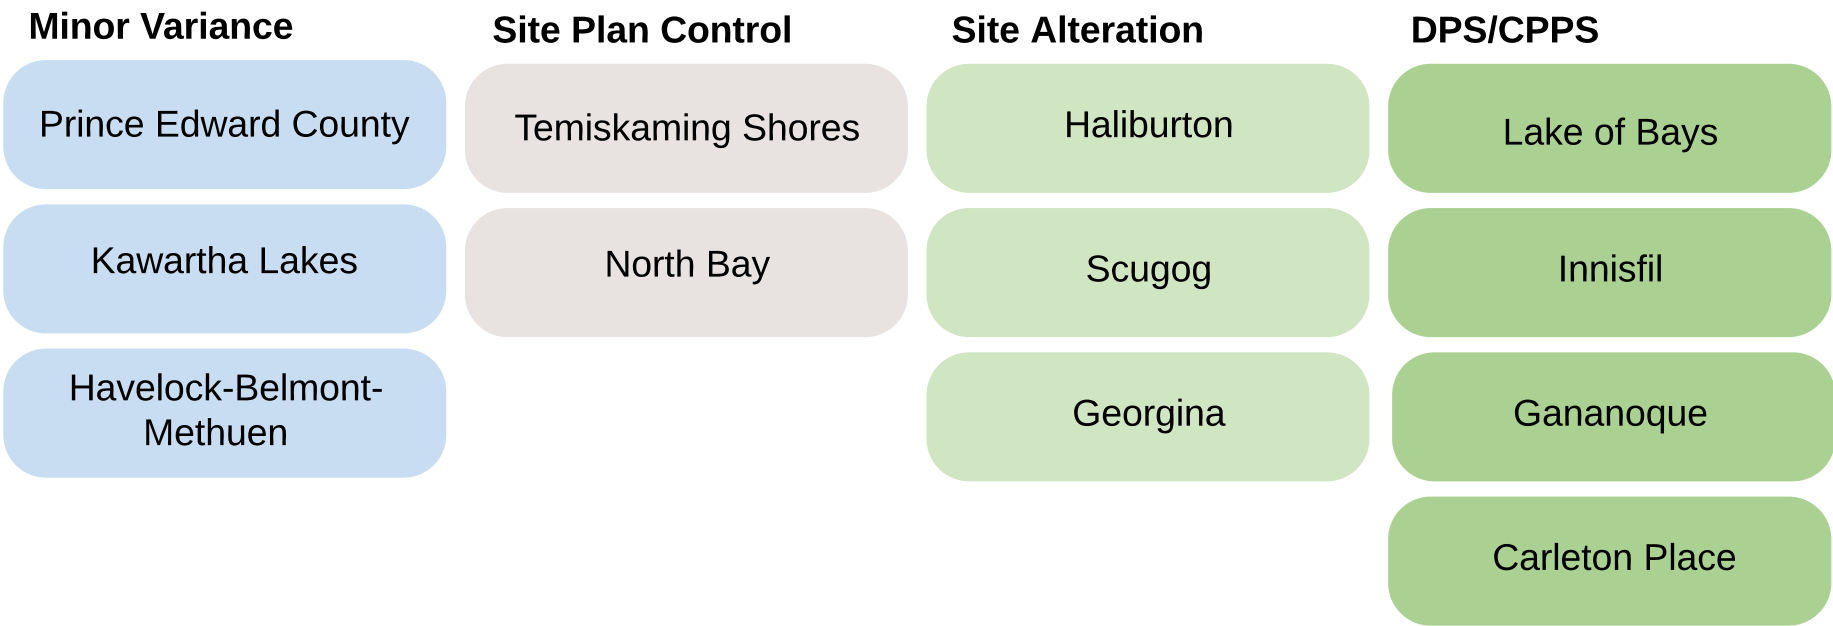 Minor Variance
Prince Edward County
Kawartha Lakes
Havelock-Belmont-
Methuen
Site Plan Control
Temiskaming Shores
North Bay
Site Alteration
Haliburton
Scugog
Georgina
DPS/CPPS
Lake of Bays
Innisfil
Gananoque
Carleton Place